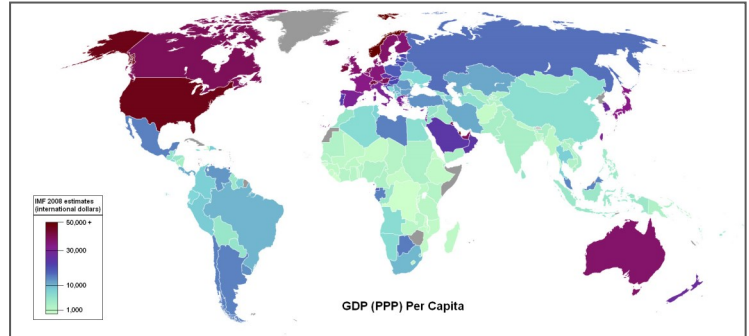 IMF 2008 estimates
(international dollars)
50,000 +
30,000
10,000
1,000
GDP (PPP) Per Capita